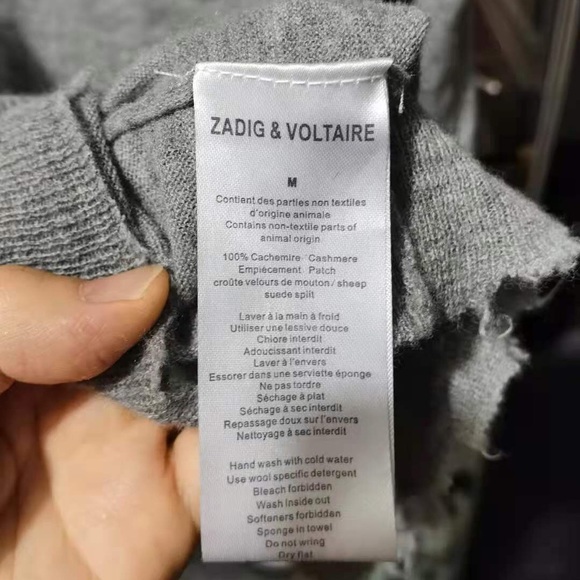 ZADIG & VOLTAIRE
M
Contient des parties non textiles
d'origine animale
Contains non-textile parts of
animal origin
100% Cachemire Cashmere
Empiècement Patch
croûte velours de mouton / sheep
suede split
Laver à la main à froid
Utiliser une lessive douce
Chlore interdit
Adoucissant interdit
Laver à l'envers
Essorer dans une serviette éponge
Ne pas tordre
Séchage à plat
Séchage à sec interdit
Repassage doux sur l'envers
Nettoyage à sec interdit
Hand wash with cold water
Use wool specific detergent
Bleach forbidden
Wash inside out
Softeners forbidden
Sponge in towel
Do not wring
Dry flat